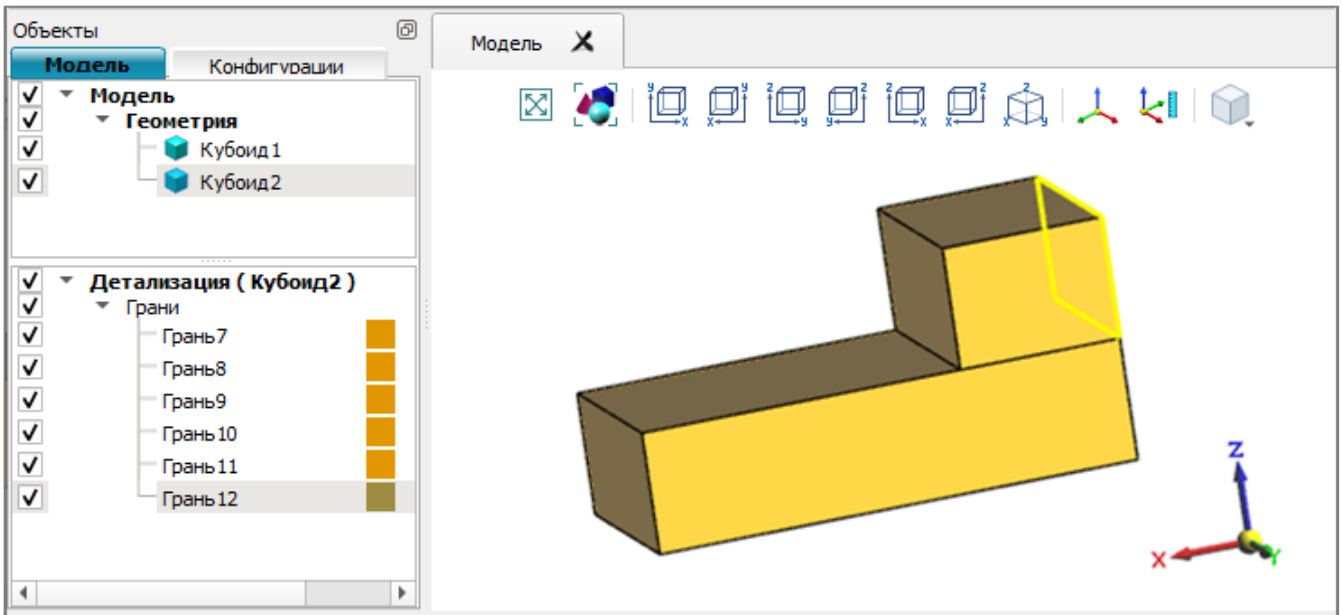 Объекты
Модель Конфигурации
Модель
Геометрия
Кубоид1
Кубоид2
Детализация ( Кубоид2 )
Грани
Грань7
Грань8
Грань9
Грань10
Грань11
Грань12
Модель
y x
y x
z y
z y
z x
z x
z x y
Z
X
Y